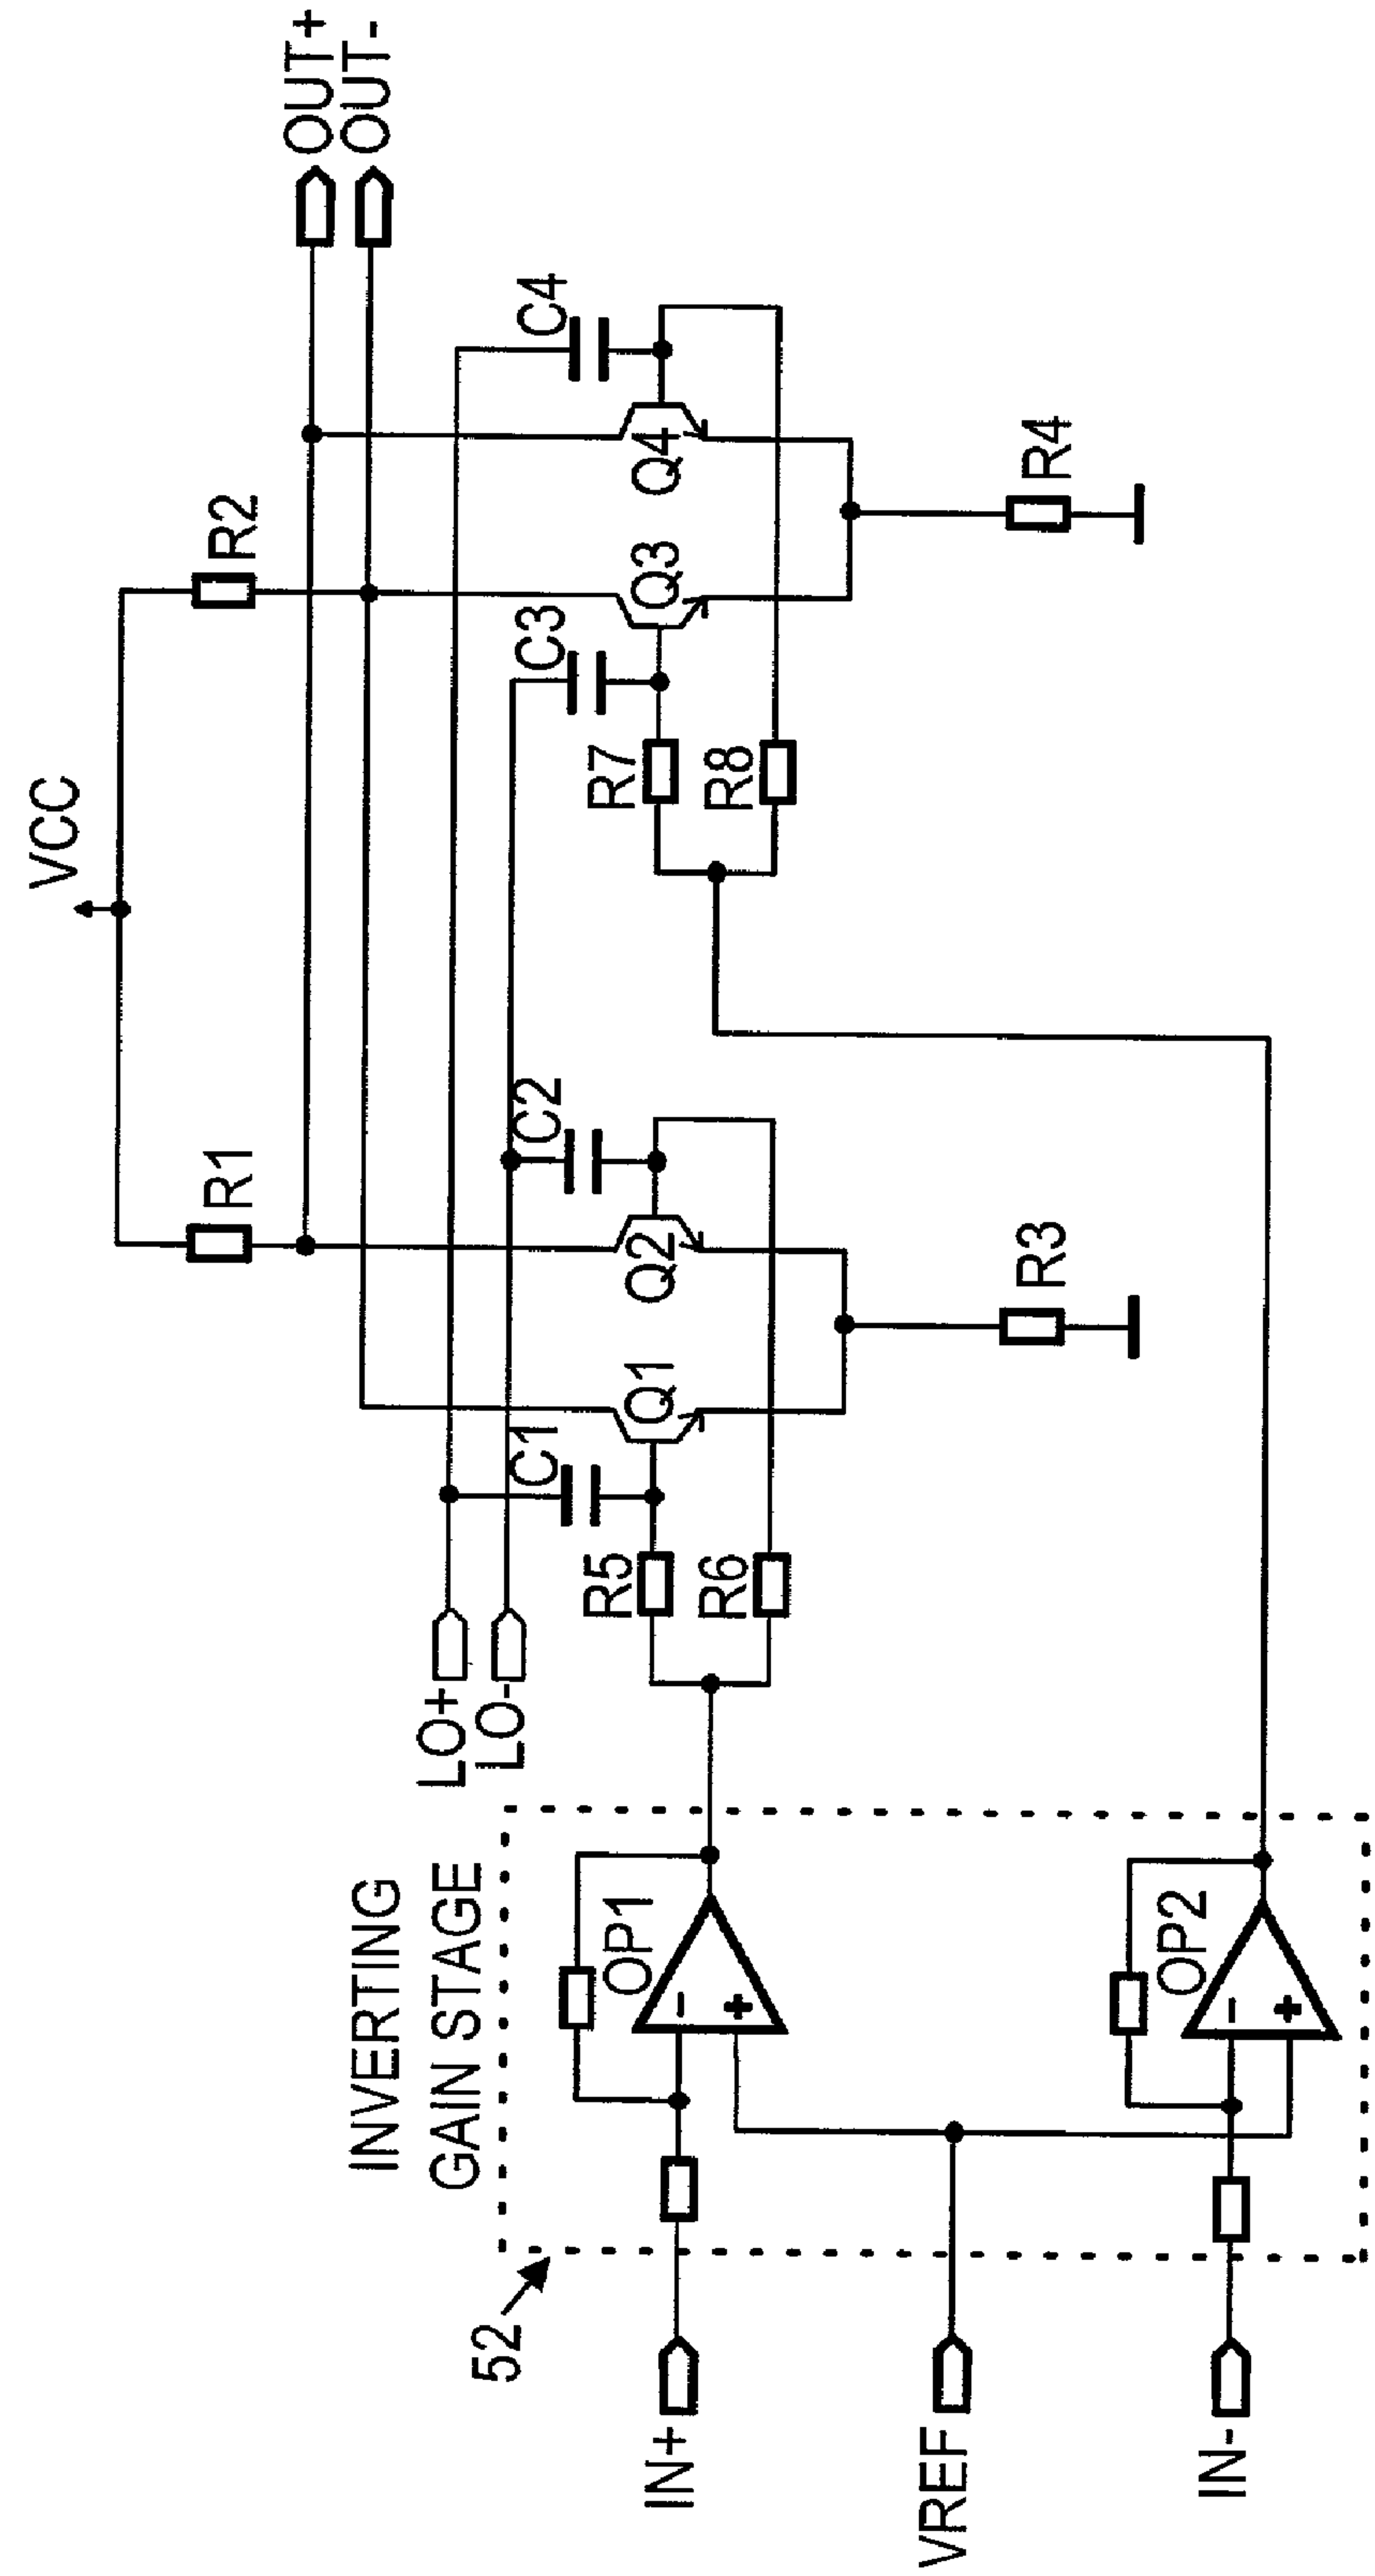 VCC
R1
R2
OUT+
OUT-
LO+
LO-
C1
C2
C3
C4
Q1
Q2
Q3
Q4
R5
R6
R7
R8
R3
R4
INVERTING
GAIN STAGE
52
OP1
-
+
OP2
-
+
IN+
VREF
IN-